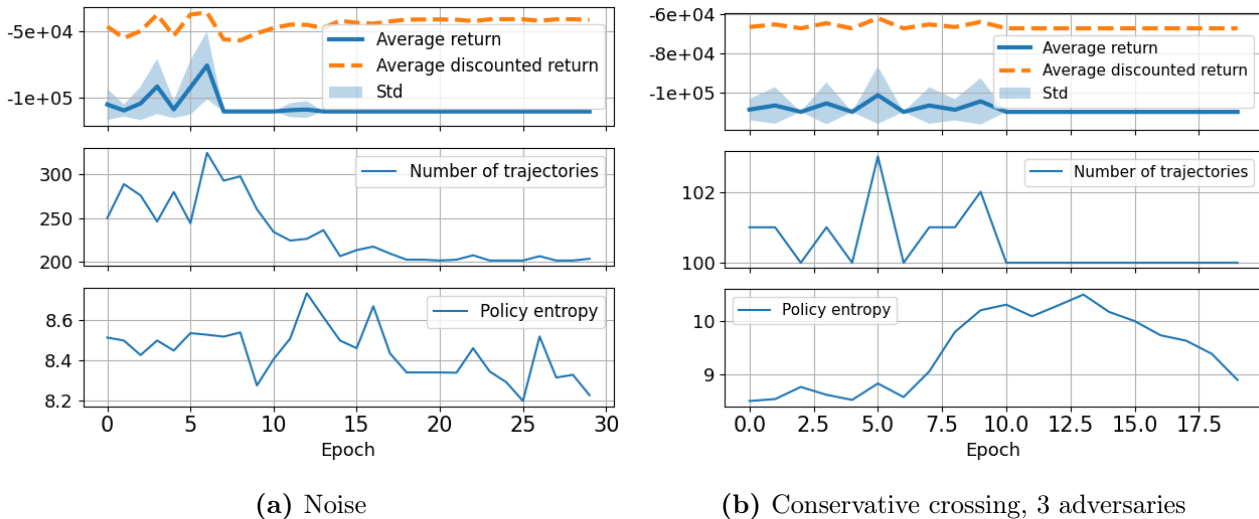 -5e+04
-1e+05
Average return
Average discounted return
Std
300
250
200
Number of trajectories
8.6
8.4
8.2
Policy entropy
0 5 10 15 20 25 30
Epoch
(a) Noise
-6e+04
-8e+04
-1e+05
Average return
Average discounted return
Std
102
101
100
Number of trajectories
10
9
Policy entropy
0.0 2.5 5.0 7.5 10.0 12.5 15.0 17.5
Epoch
(b) Conservative crossing, 3 adversaries